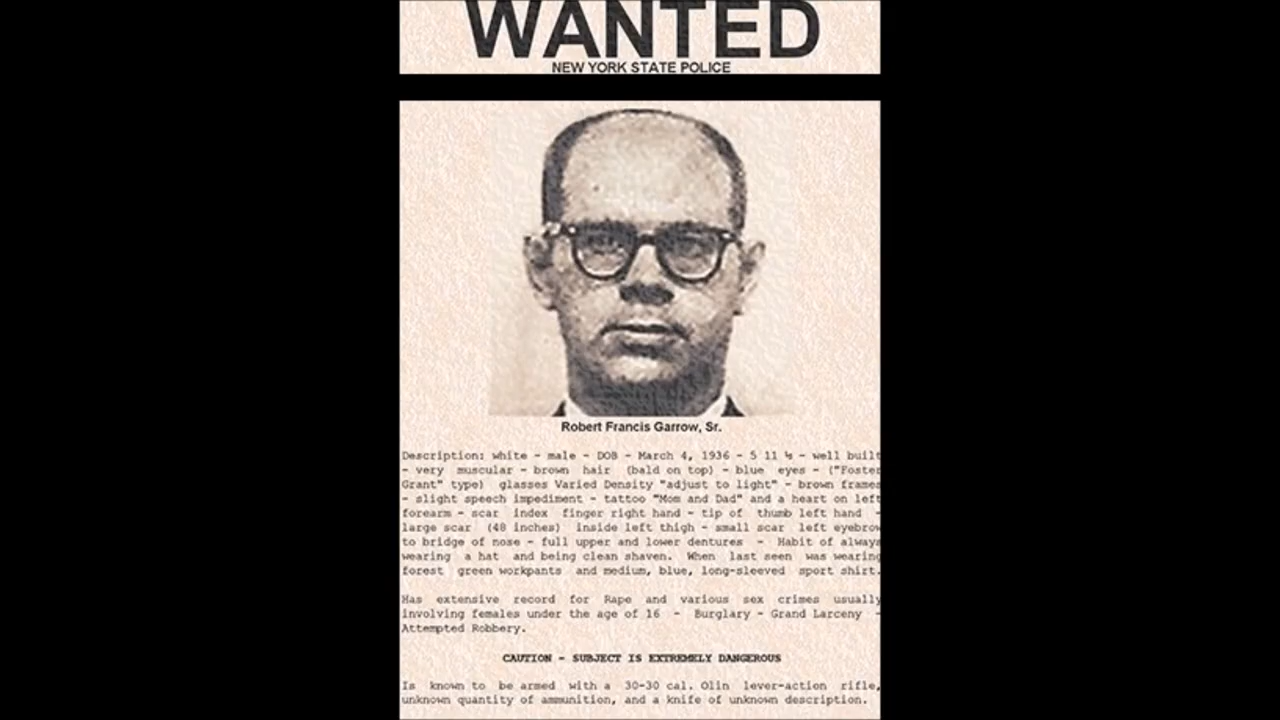 WANTED
NEW YORK STATE POLICE
Robert Francis Garrow, Sr.
Description: white - male - DOB - March 4, 1936 - 5 11 ½ - well built
- very muscular - brown hair (bald on top) - blue eyes - ("Foster
Grant" type) glasses Varied Density "adjust to light" - brown frames
- slight speech impediment - tattoo "Mom and Dad" and a heart on left
forearm - scar index finger right hand - tip of thumb left hand -
large scar (48 inches) inside left thigh - small scar left eyebrow
to bridge of nose - full upper and lower dentures - Habit of always
wearing a hat and being clean shaven. When last seen was wearing
forest green workpants and medium, blue, long-sleeved sport shirt.
Has extensive record for Rape and various sex crimes usually
involving females under the age of 16 - Burglary - Grand Larceny -
Attempted Robbery.
CAUTION - SUBJECT IS EXTREMELY DANGEROUS
Is known to be armed with a 30-30 cal. Olin lever-action rifle,
unknown quantity of ammunition, and a knife of unknown description.